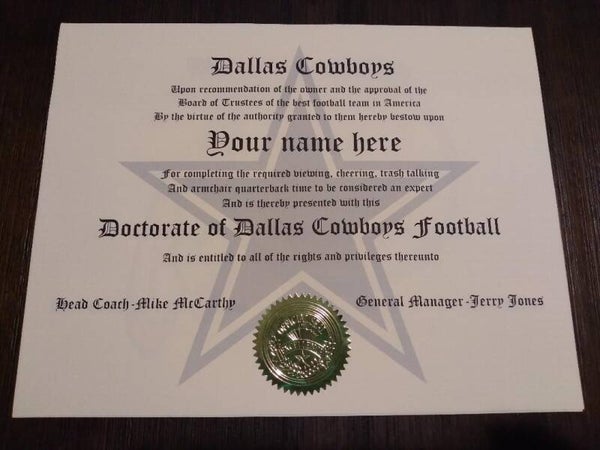 Dallas Cowboys
Upon recommendation of the owner and the approval of the
Board of Trustees of the best football team in America
By the virtue of the authority granted to them hereby bestow upon
Your name here
For completing the required viewing, cheering, trash talking
And armchair quarterback time to be considered an expert
And is thereby presented with this
Doctorate of Dallas Cowboys Football
And is entitled to all of the rights and privileges thereunto
Head Coach-Mike McCarthy
General Manager-Jerry Jones